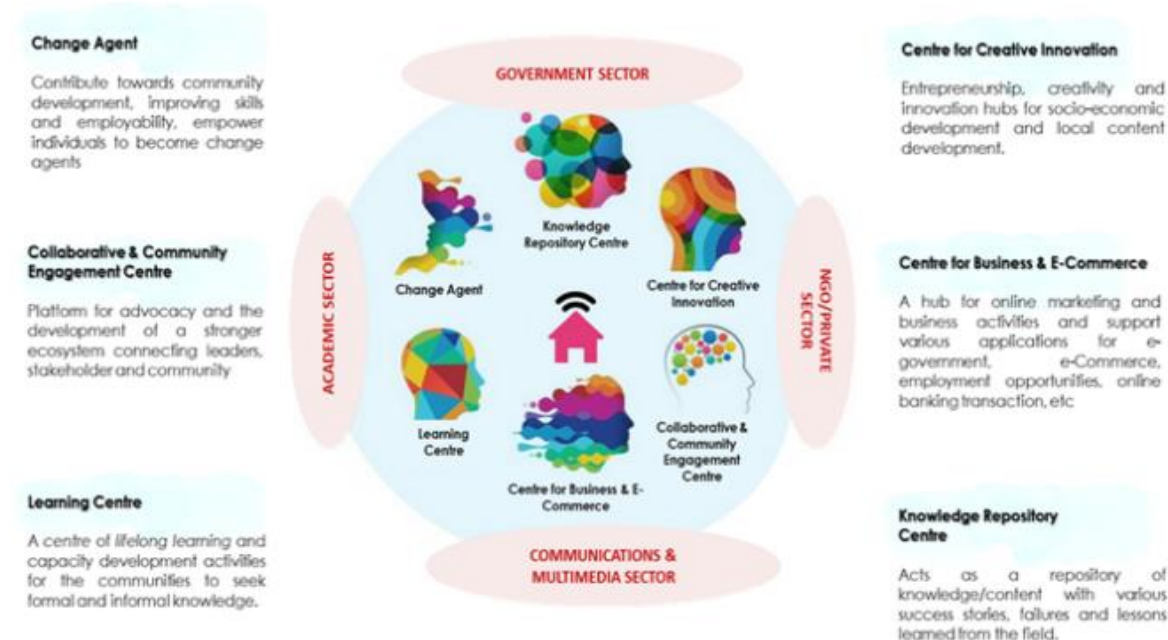 Change Agent
Contribute towards community
development, improving skills
and employability, empower
individuals to become change
agents
Collaborative & Community
Engagement Centre
Platform for advocacy and the
development of a stronger
ecosystem connecting leaders,
stakeholder and community
Learning Centre
A centre of lifelong learning and
capacity development activities
for the communities to seek
formal and informal knowledge.
GOVERNMENT SECTOR
ACADEMIC SECTOR
Knowledge
Repository Centre
Change Agent
Centre for Creative
Innovation
Learning
Centre
Collaborative &
Community
Engagement
Centre
Centre for Business & E-
Commerce
NGO/PRIVATE
SECTOR
COMMUNICATIONS &
MULTIMEDIA SECTOR
Centre for Creative Innovation
Entrepreneurship, creativity and
innovation hubs for socio-economic
development and local content
development.
Centre for Business & E-Commerce
A hub for online marketing and
business activities and support
various applications for e-
government, e-Commerce,
employment opportunities, online
banking transaction, etc
Knowledge Repository
Centre
Acts as a repository of
knowledge/content with various
success stories, failures and lessons
learned from the field.